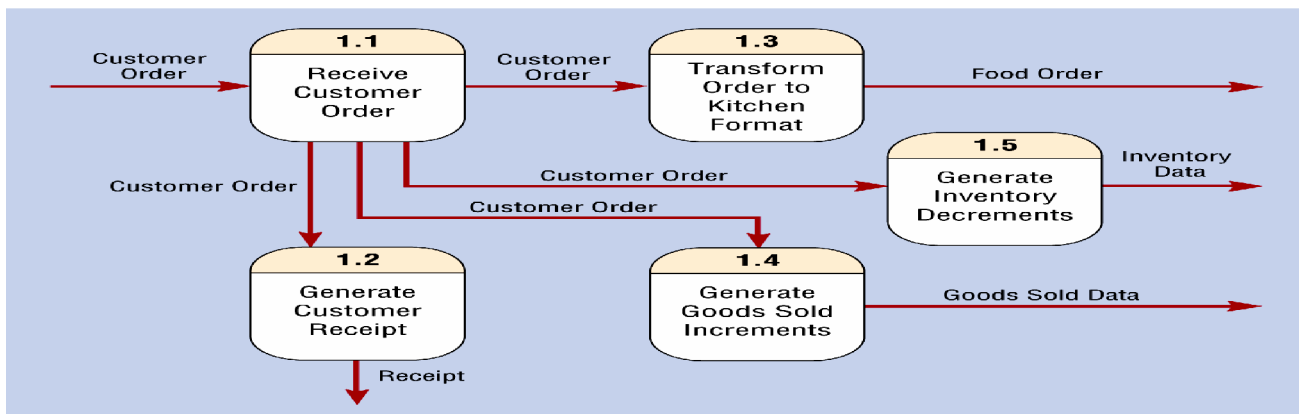 Customer
Order
1.1
Receive
Customer
Order
Customer
Order
1.3
Transform
Order to
Kitchen
Format
Food Order
Customer Order
Customer Order
1.5
Generate
Inventory
Decrements
Inventory
Data
Customer Order
1.2
Generate
Customer
Receipt
Receipt
1.4
Generate
Goods Sold
Increments
Goods Sold Data